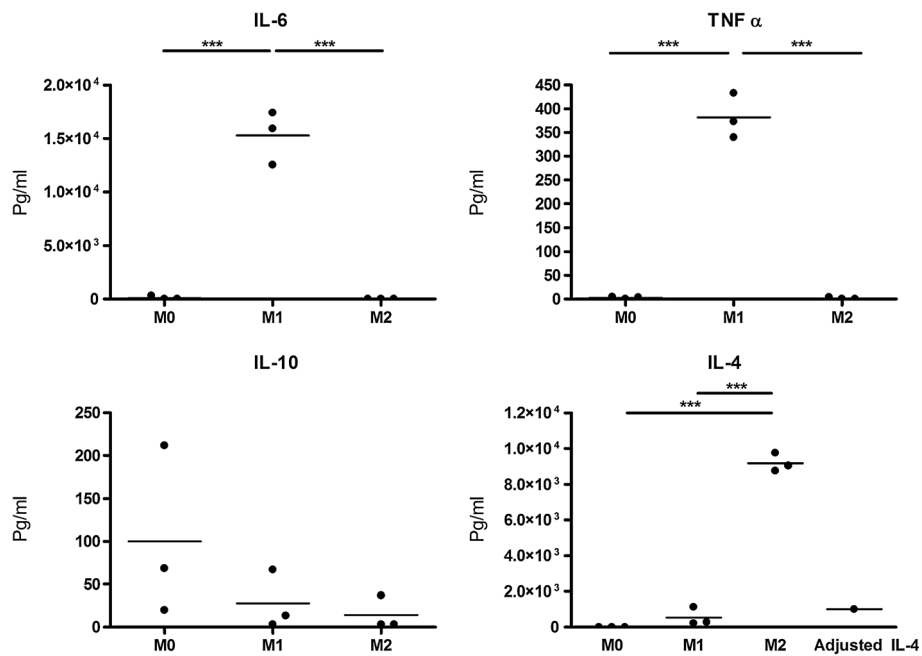 IL-6
*** ***
Pg/ml
2.0×10⁴
1.5×10⁴
1.0×10⁴
5.0×10³
0
M0 M1 M2
TNF α
*** ***
Pg/ml
450
400
350
300
250
200
150
100
50
0
M0 M1 M2
IL-10
Pg/ml
250
200
150
100
50
0
M0 M1 M2
IL-4
***
***
Pg/ml
1.2×10⁴
1.0×10⁴
8.0×10³
6.0×10³
4.0×10³
2.0×10³
0
M0 M1 M2 Adjusted IL-4